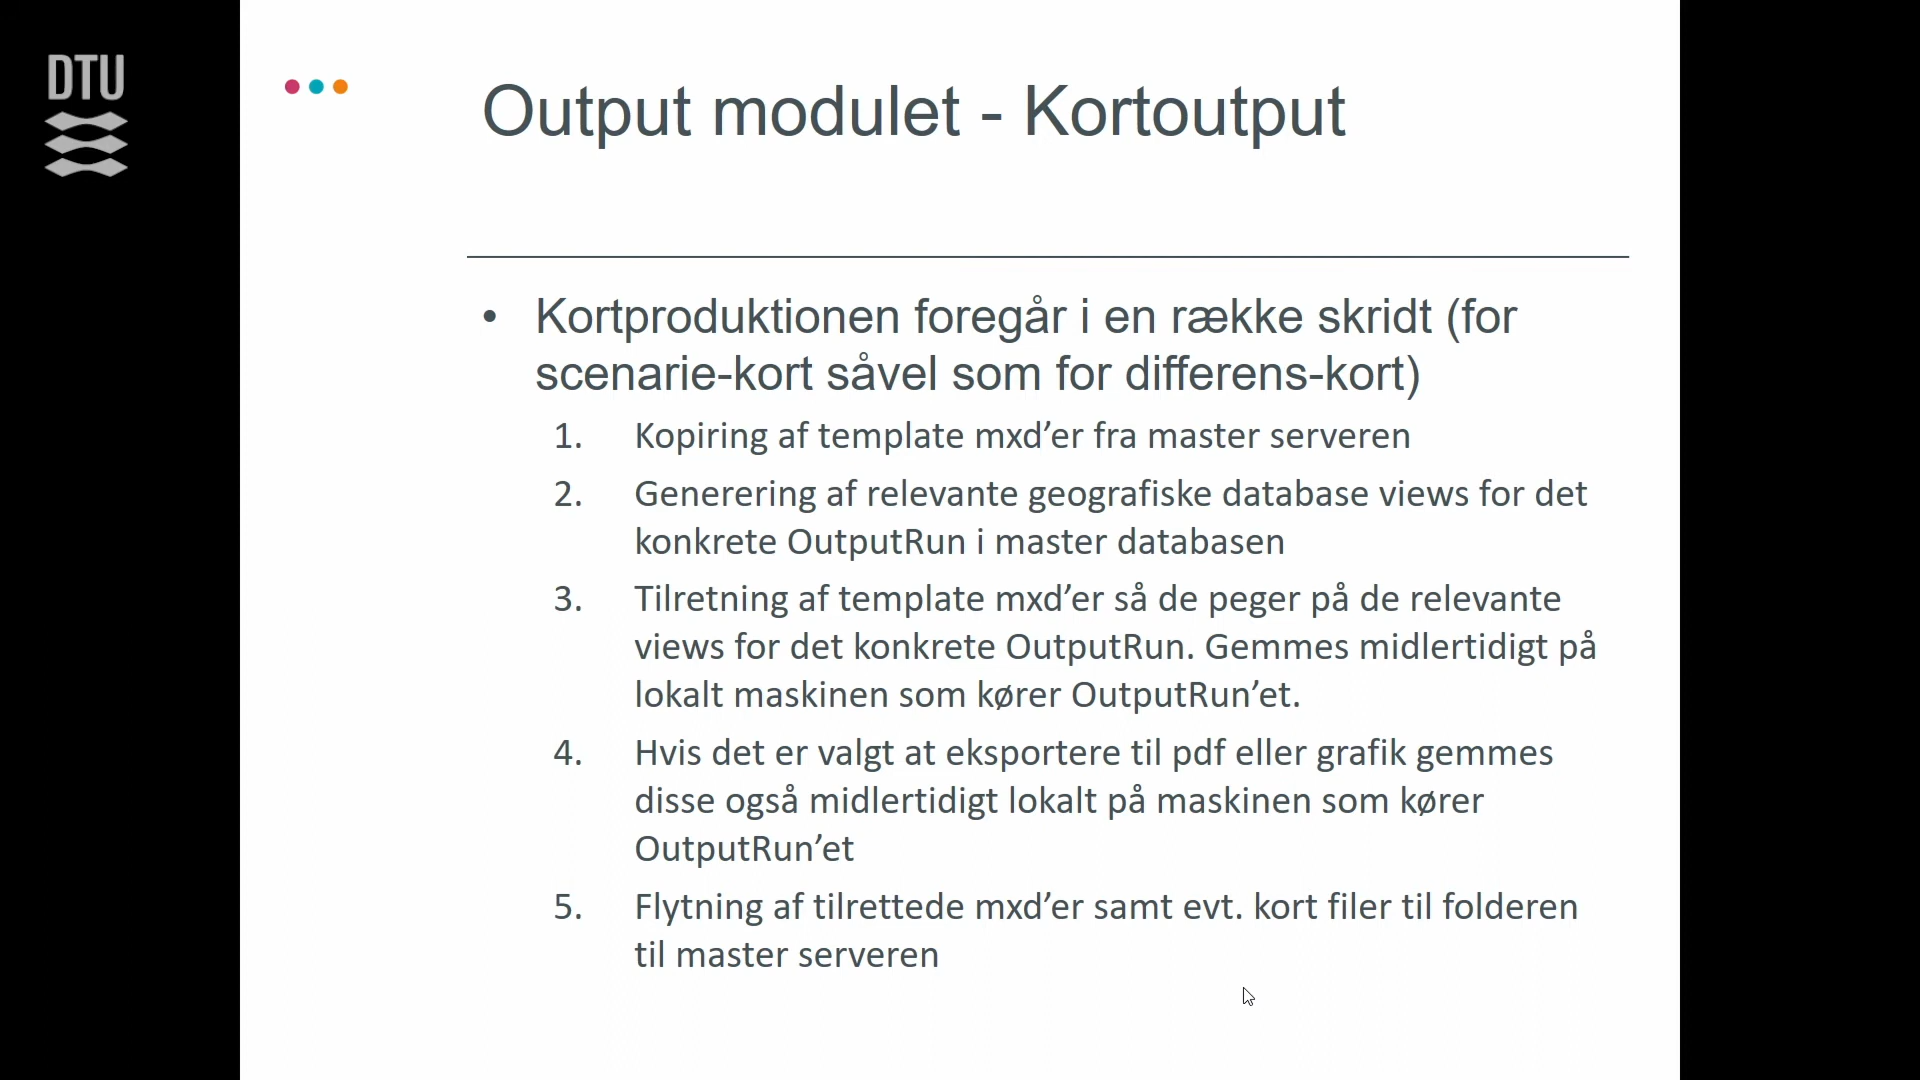 DTU
Output modulet - Kortoutput
• Kortproduktionen foregår i en række skridt (for
scenarie-kort såvel som for differens-kort)
1. Kopiring af template mxd’er fra master serveren
2. Generering af relevante geografiske database views for det
konkrete OutputRun i master databasen
3. Tilretning af template mxd’er så de peger på de relevante
views for det konkrete OutputRun. Gemmes midlertidigt på
lokalt maskinen som kører OutputRun’et.
4. Hvis det er valgt at eksportere til pdf eller grafik gemmes
disse også midlertidigt lokalt på maskinen som kører
OutputRun’et
5. Flytning af tilrettede mxd’er samt evt. kort filer til folderen
til master serveren